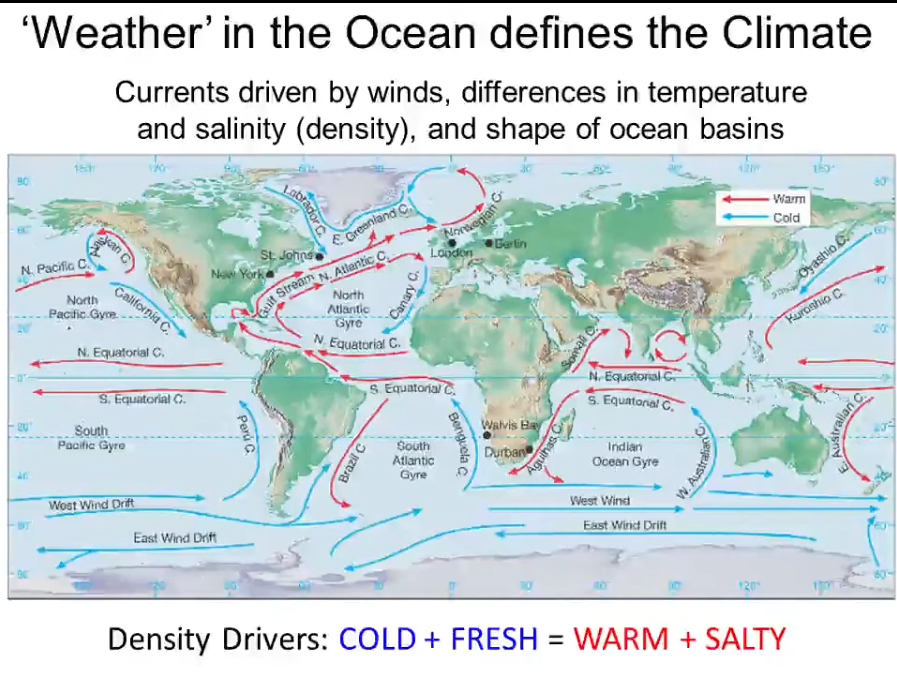 ‘Weather’ in the Ocean defines the Climate
Currents driven by winds, differences in temperature
and salinity (density), and shape of ocean basins
Warm
Cold
Labrador C.
E. Greenland C.
Norwegian C.
Alaskan C.
St. Johns
London
Berlin
Oyashio C.
N. Pacific C.
New York
Gulf Stream
N. Atlantic C.
North
Pacific Gyre
California C.
North
Atlantic
Gyre
Canary C.
Kuroshio C.
N. Equatorial C.
N. Equatorial C.
Somali C.
N. Equatorial C.
S. Equatorial C.
S. Equatorial C.
S. Equatorial C.
South
Pacific Gyre
Peru C.
Brazil C.
South
Atlantic
Gyre
Benguela C.
Walvis Bay
Durban
Agulhas C.
Indian
Ocean Gyre
W. Australian C.
E. Australian C.
West Wind Drift
West Wind
East Wind Drift
East Wind Drift
Density Drivers: COLD + FRESH = WARM + SALTY